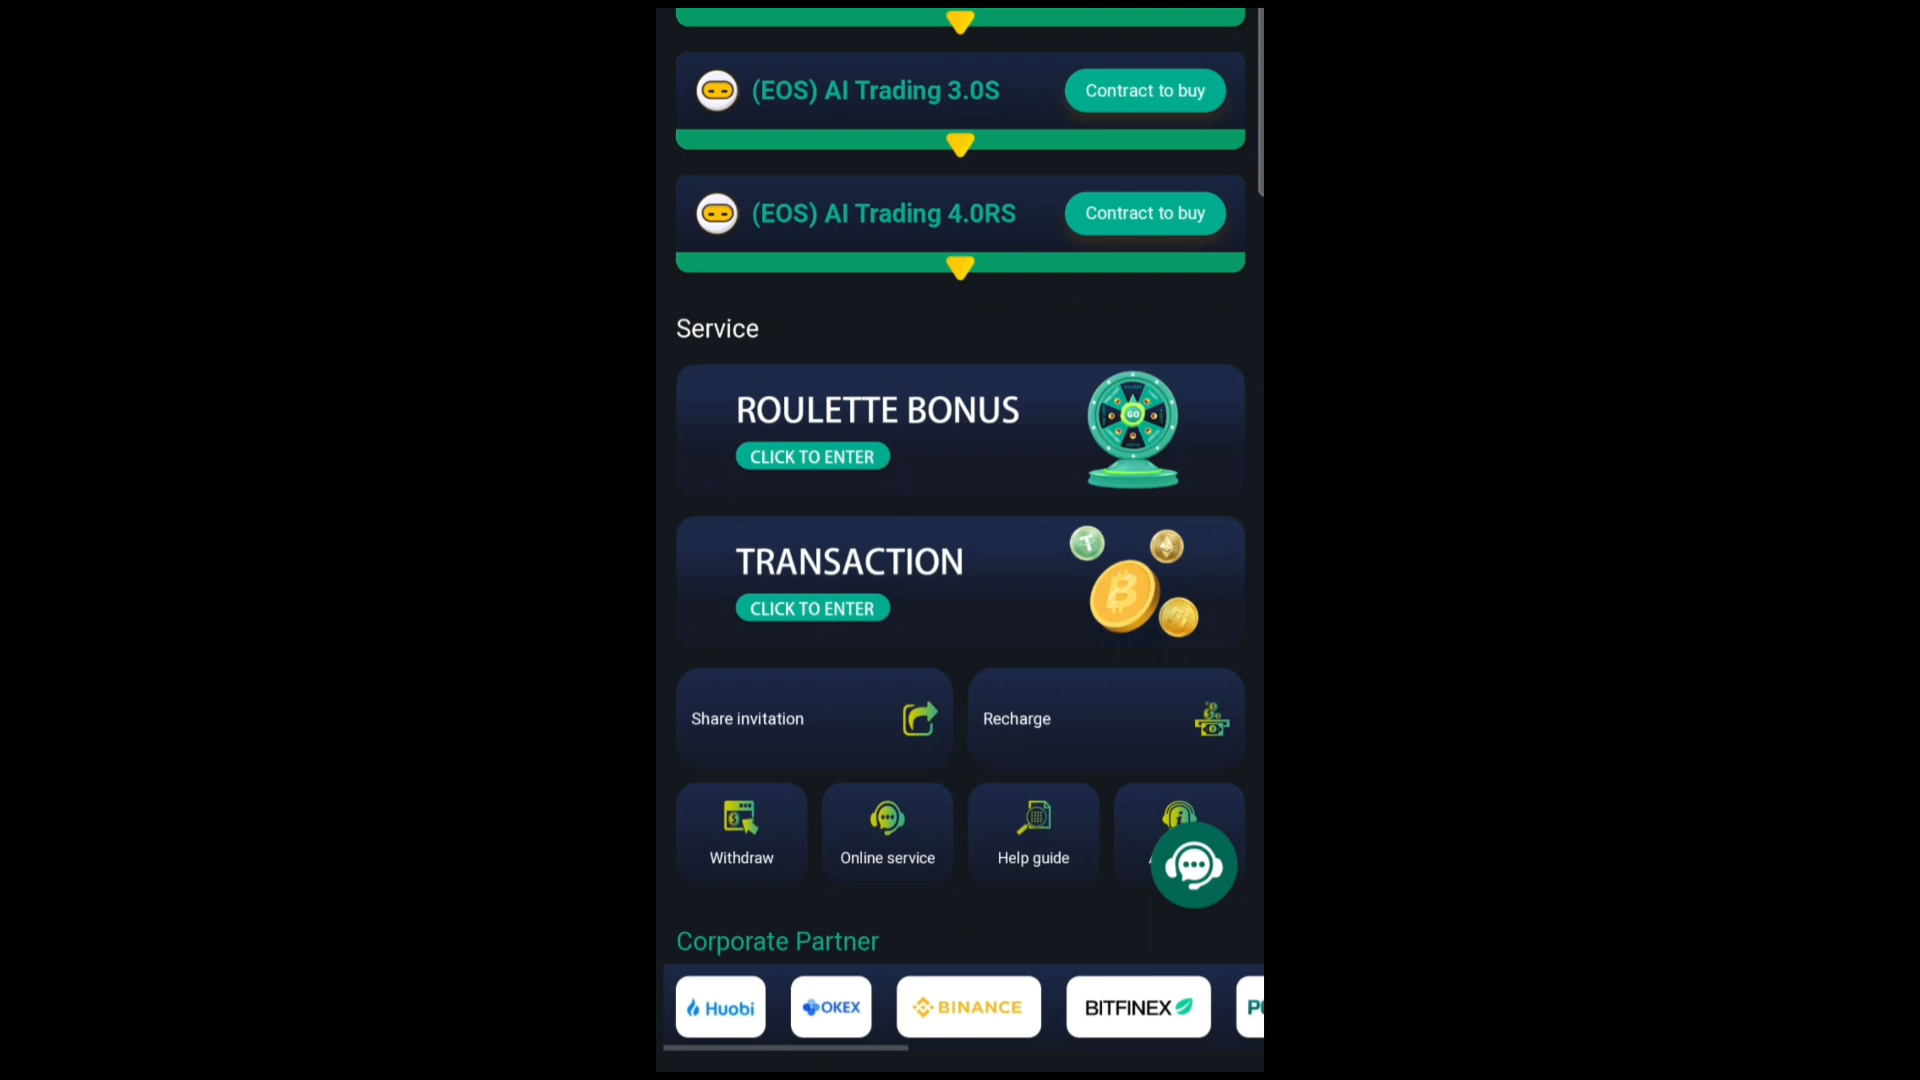 (EOS) AI Trading 3.0S
Contract to buy
(EOS) AI Trading 4.0RS
Contract to buy
Service
ROULETTE BONUS
CLICK TO ENTER
GO
TRANSACTION
CLICK TO ENTER
Share invitation
Recharge
Withdraw
Online service
Help guide
Corporate Partner
Huobi
OKEX
BINANCE
BITFINEX